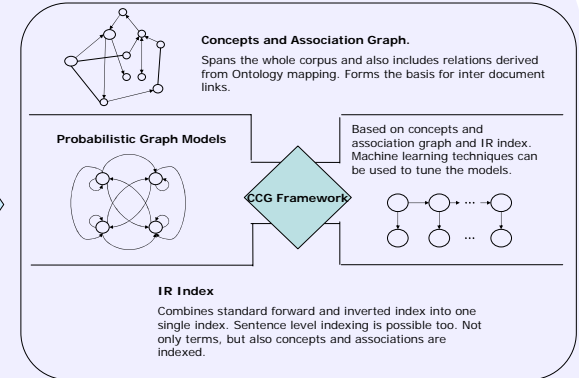 Concepts and Association Graph.
Spans the whole corpus and also includes relations derived
from Ontology mapping. Forms the basis for inter document
links.
Probabilistic Graph Models
Based on concepts and
association graph and IR index.
Machine learning techniques can
be used to tune the models.
CCG Framework
...
...
IR Index
Combines standard forward and inverted index into one
single index. Sentence level indexing is possible too. Not
only terms, but also concepts and associations are
indexed.